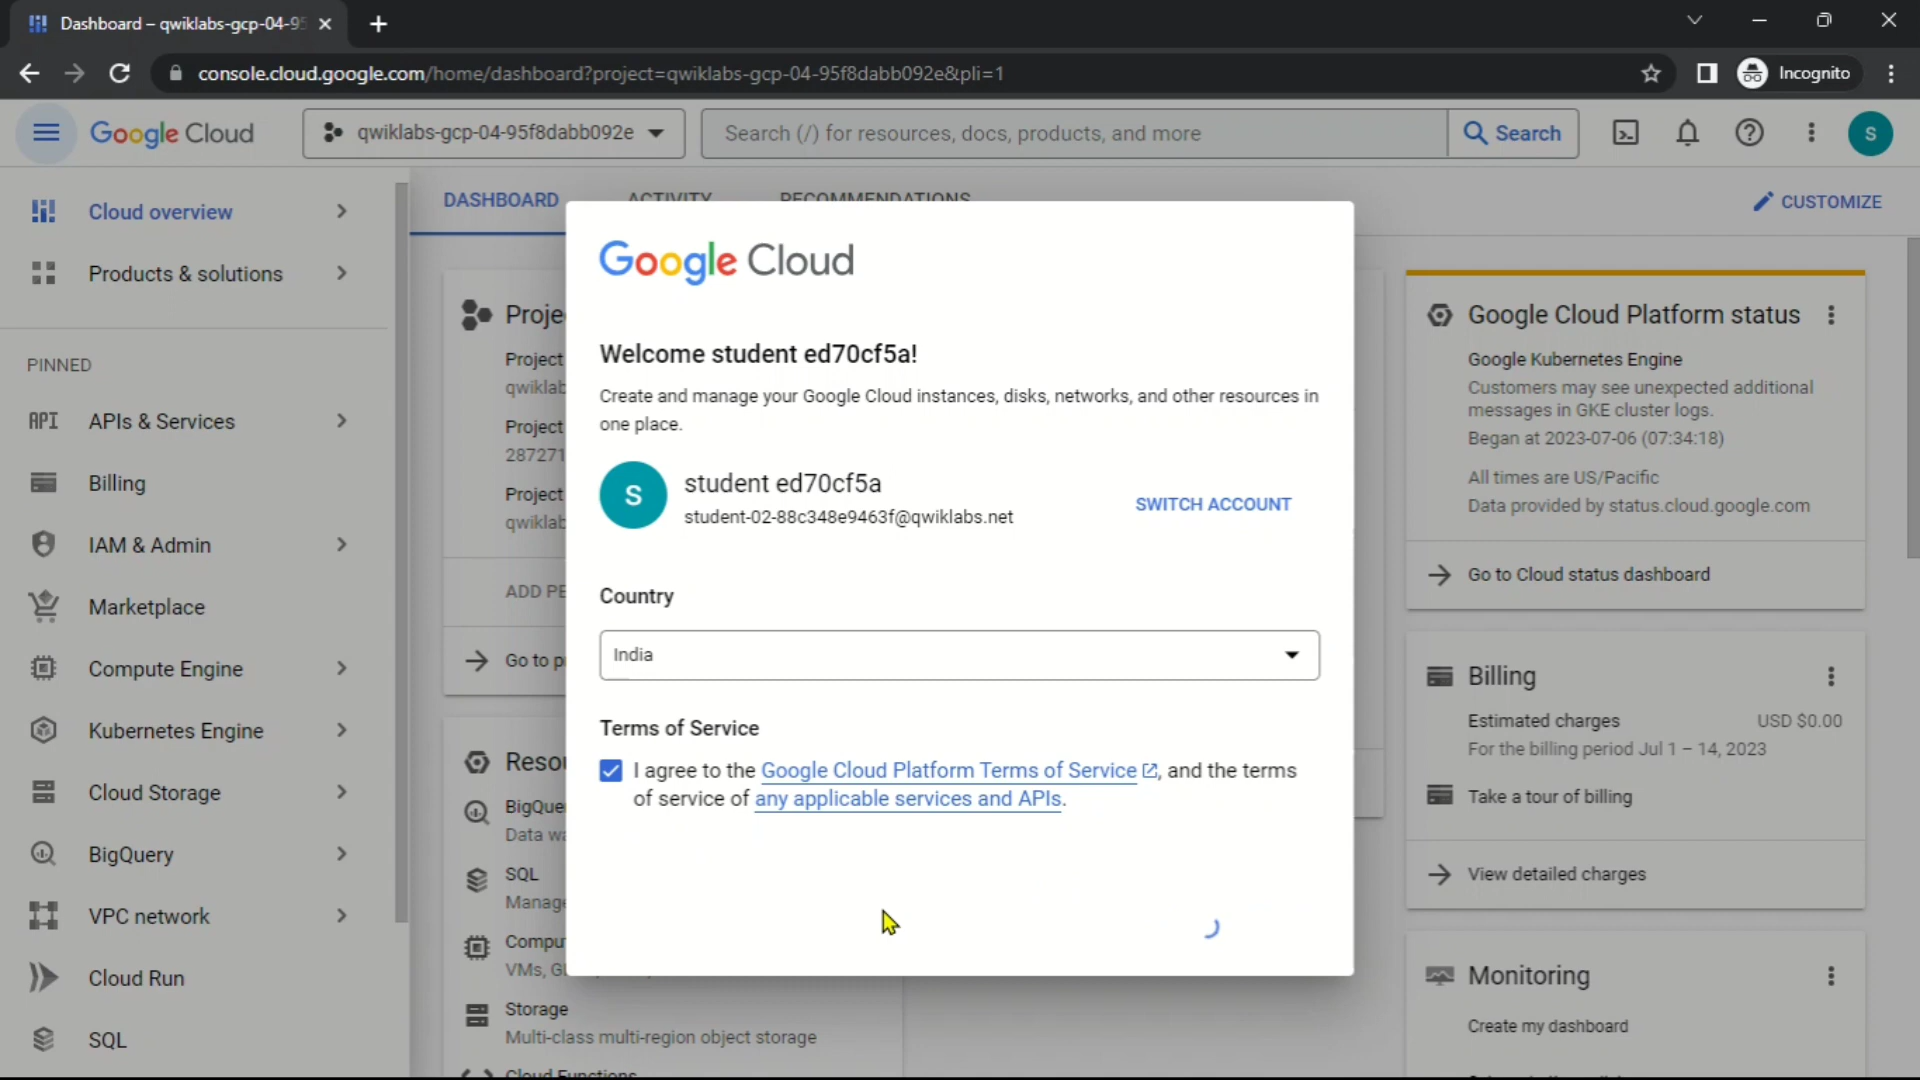 Dashboard – qwiklabs-gcp-04-95
console.cloud.google.com/home/dashboard?project=qwiklabs-gcp-04-95f8dabb092e&pli=1
Incognito
Google Cloud
qwiklabs-gcp-04-95f8dabb092e
Search (/) for resources, docs, products, and more
Search
S
Cloud overview
Products & solutions
PINNED
API APIs & Services
Billing
IAM & Admin
Marketplace
Compute Engine
Kubernetes Engine
Cloud Storage
BigQuery
VPC network
Cloud Run
SQL
DASHBOARD
ACTIVITY
RECOMMENDATIONS
CUSTOMIZE
Proje
Project
qwiklab
Project
287271
Project
qwiklab
ADD PE
Go to p
Resou
BigQue
Data wa
SQL
Manage
Compu
VMs, G
Storage
Multi-class multi-region object storage
Cloud Functions
Google Cloud
Welcome student ed70cf5a!
Create and manage your Google Cloud instances, disks, networks, and other resources in
one place.
S
student ed70cf5a
student-02-88c348e9463f@qwiklabs.net
SWITCH ACCOUNT
Country
India
Terms of Service
I agree to the Google Cloud Platform Terms of Service, and the terms
of service of any applicable services and APIs.
Google Cloud Platform status
Google Kubernetes Engine
Customers may see unexpected additional
messages in GKE cluster logs.
Began at 2023-07-06 (07:34:18)
All times are US/Pacific
Data provided by status.cloud.google.com
Go to Cloud status dashboard
Billing
Estimated charges USD $0.00
For the billing period Jul 1 – 14, 2023
Take a tour of billing
View detailed charges
Monitoring
Create my dashboard